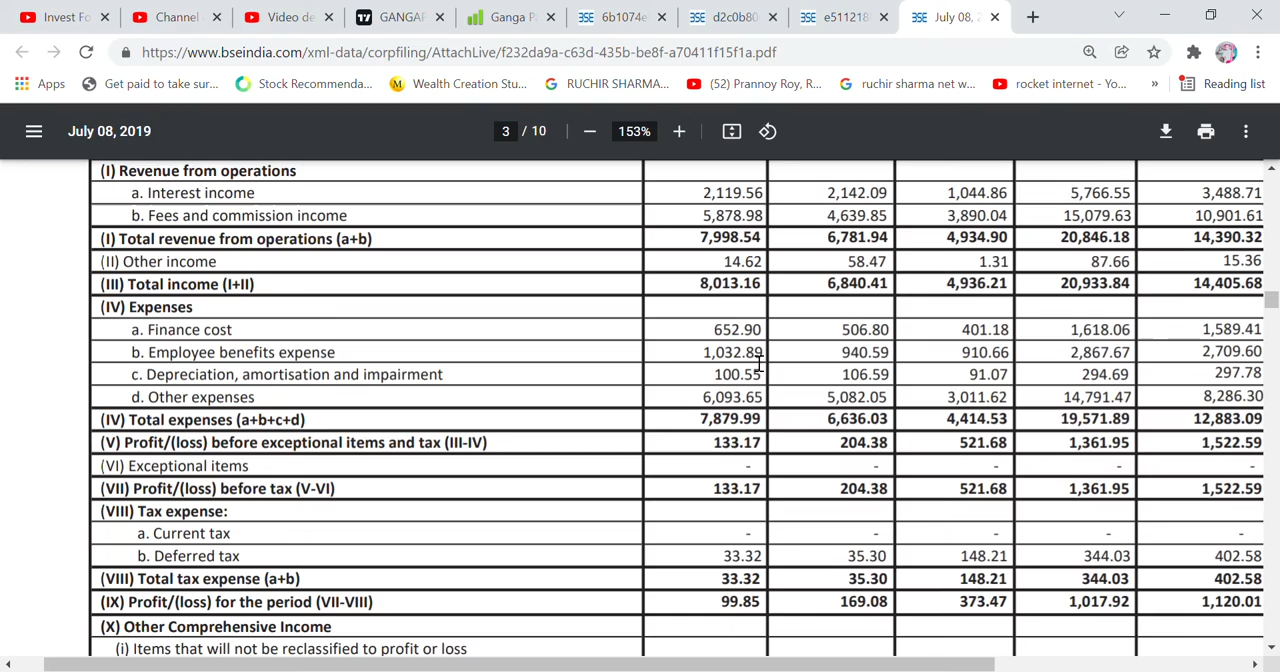 Invest Fo
Channel
Video de
GANGAF
Ganga P
6b1074e
d2c0b80
e511218
July 08,
https://www.bseindia.com/xml-data/corpfiling/AttachLive/f232da9a-c63d-435b-be8f-a70411f15f1a.pdf
Apps Get paid to take sur... Stock Recommenda... Wealth Creation Stu... RUCHIR SHARMA... (52) Prannoy Roy, R... ruchir sharma net w... rocket internet - Yo... » Reading list
July 08, 2019 3 / 10 — 153% +
(I) Revenue from operations
a. Interest income 2,119.56 2,142.09 1,044.86 5,766.55 3,488.71
b. Fees and commission income 5,878.98 4,639.85 3,890.04 15,079.63 10,901.61
(I) Total revenue from operations (a+b) 7,998.54 6,781.94 4,934.90 20,846.18 14,390.32
(II) Other income 14.62 58.47 1.31 87.66 15.36
(III) Total income (I+II) 8,013.16 6,840.41 4,936.21 20,933.84 14,405.68
(IV) Expenses
a. Finance cost 652.90 506.80 401.18 1,618.06 1,589.41
b. Employee benefits expense 1,032.89 940.59 910.66 2,867.67 2,709.60
c. Depreciation, amortisation and impairment 100.55 106.59 91.07 294.69 297.78
d. Other expenses 6,093.65 5,082.05 3,011.62 14,791.47 8,286.30
(IV) Total expenses (a+b+c+d) 7,879.99 6,636.03 4,414.53 19,571.89 12,883.09
(V) Profit/(loss) before exceptional items and tax (III-IV) 133.17 204.38 521.68 1,361.95 1,522.59
(VI) Exceptional items - - - - -
(VII) Profit/(loss) before tax (V-VI) 133.17 204.38 521.68 1,361.95 1,522.59
(VIII) Tax expense:
a. Current tax - - - - -
b. Deferred tax 33.32 35.30 148.21 344.03 402.58
(VIII) Total tax expense (a+b) 33.32 35.30 148.21 344.03 402.58
(IX) Profit/(loss) for the period (VII-VIII) 99.85 169.08 373.47 1,017.92 1,120.01
(X) Other Comprehensive Income
(i) Items that will not be reclassified to profit or loss